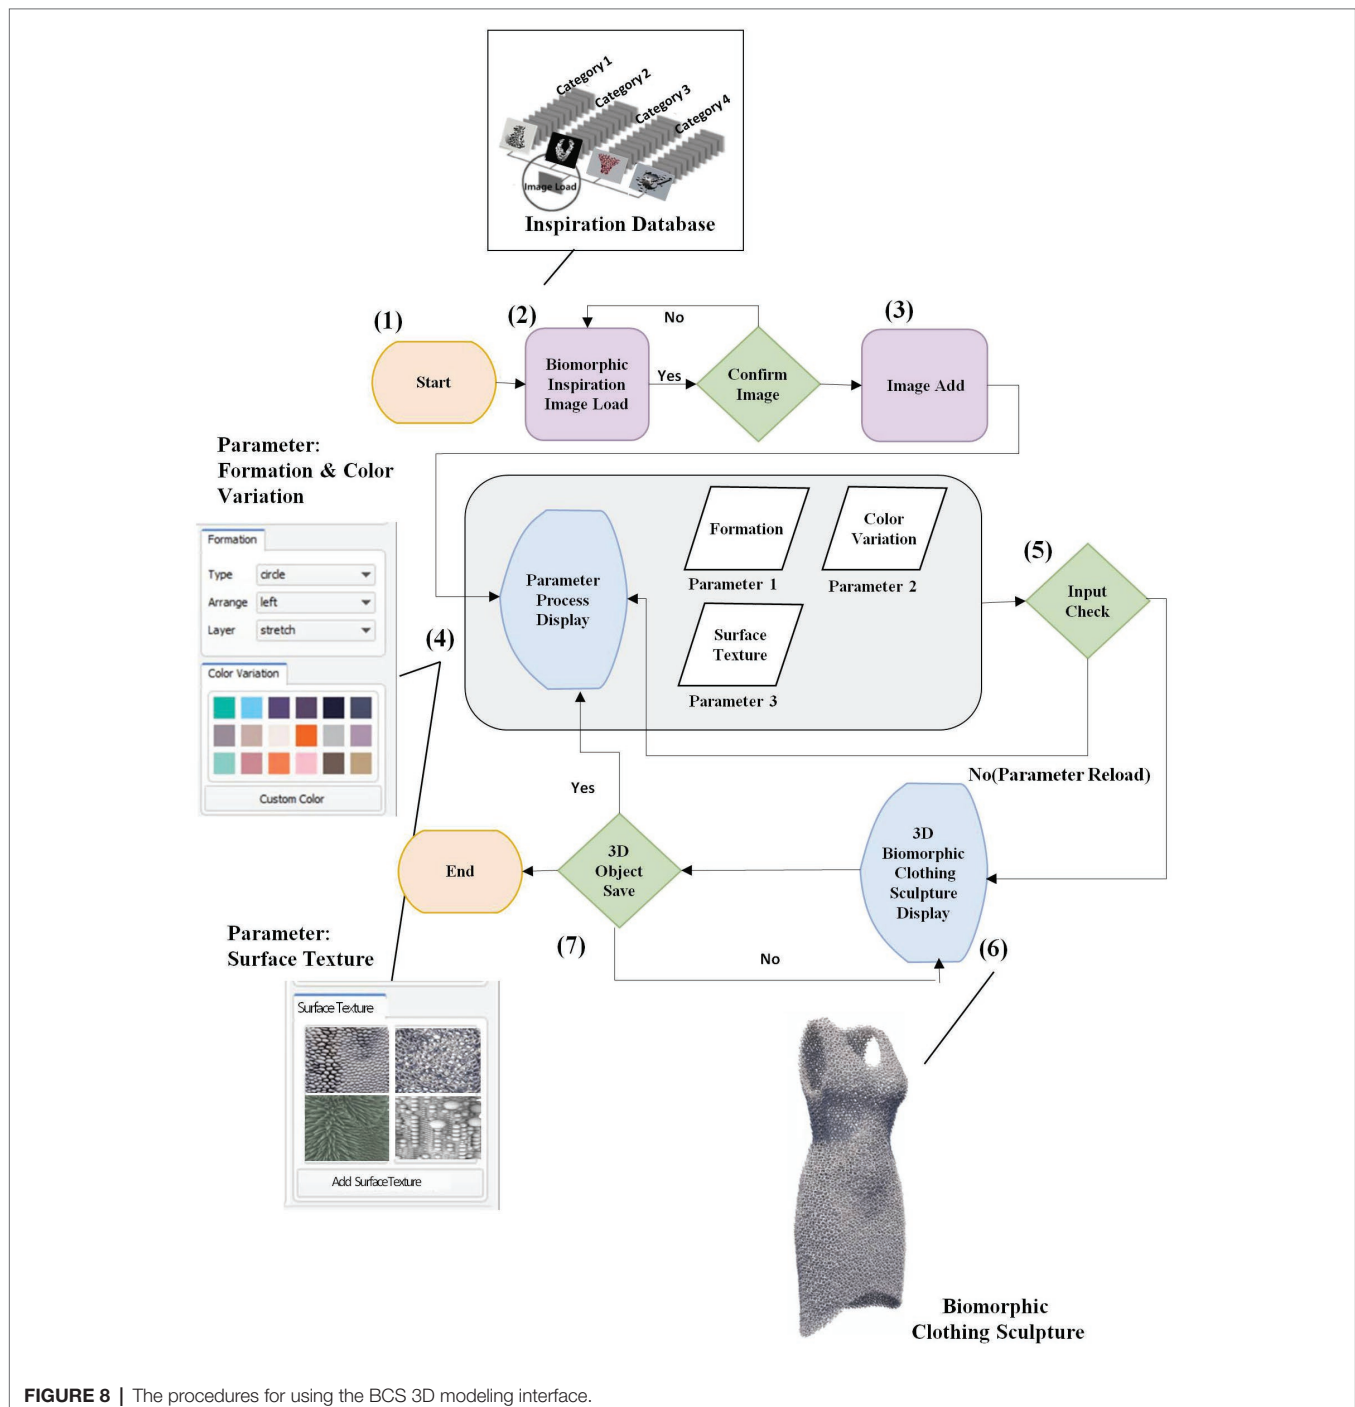 Category 1
Category 2
Category 3
Category 4
Image Load
Inspiration Database
(1)
(2)
No
(3)
Start
Biomorphic
Inspiration
Image Load
Yes
Confirm
Image
Image Add
Parameter:
Formation & Color
Variation
Formation
Type
circle
Arrange
left
Layer
stretch
Color Variation
Custom Color
(4)
Parameter
Process
Display
Formation
Parameter 1
Color
Variation
Parameter 2
Surface
Texture
Parameter 3
(5)
Input
Check
No(Parameter Reload)
Yes
End
3D
Object
Save
3D
Biomorphic
Clothing
Sculpture
Display
(7)
No
(6)
Parameter:
Surface Texture
Surface Texture
Add SurfaceTexture
Biomorphic
Clothing Sculpture
FIGURE 8 | The procedures for using the BCS 3D modeling interface.